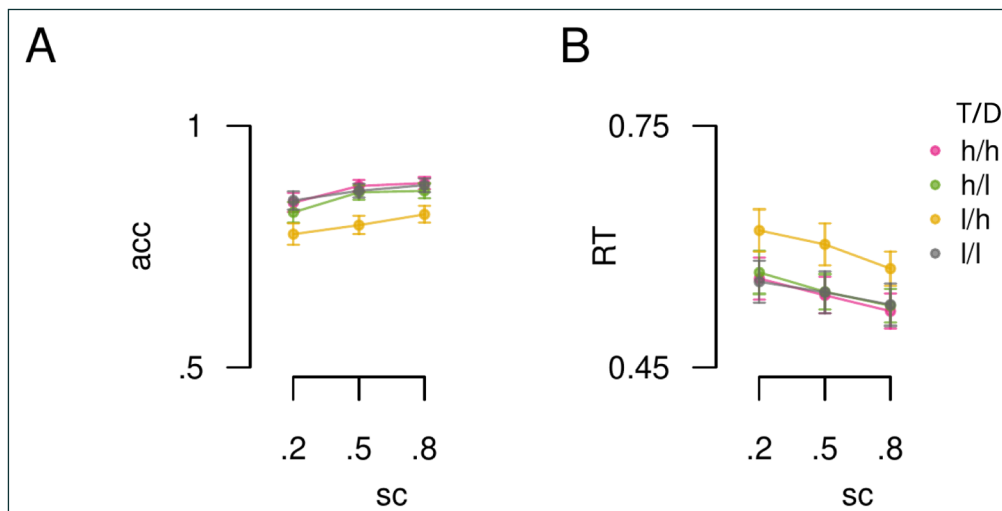 A
acc
1
.5
.2 .5 .8
sc
B
RT
0.75
0.45
.2 .5 .8
sc
T/D
h/h
h/l
l/h
l/l